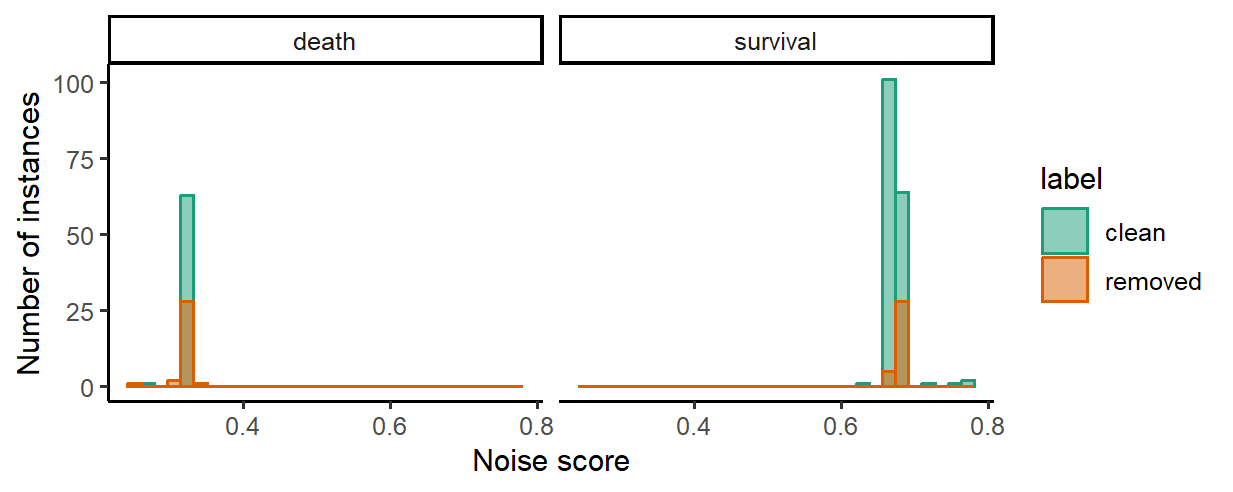 death
survival
Number of instances
100
75
50
25
0
0.4 0.6 0.8
0.4 0.6 0.8
Noise score
label
clean
removed